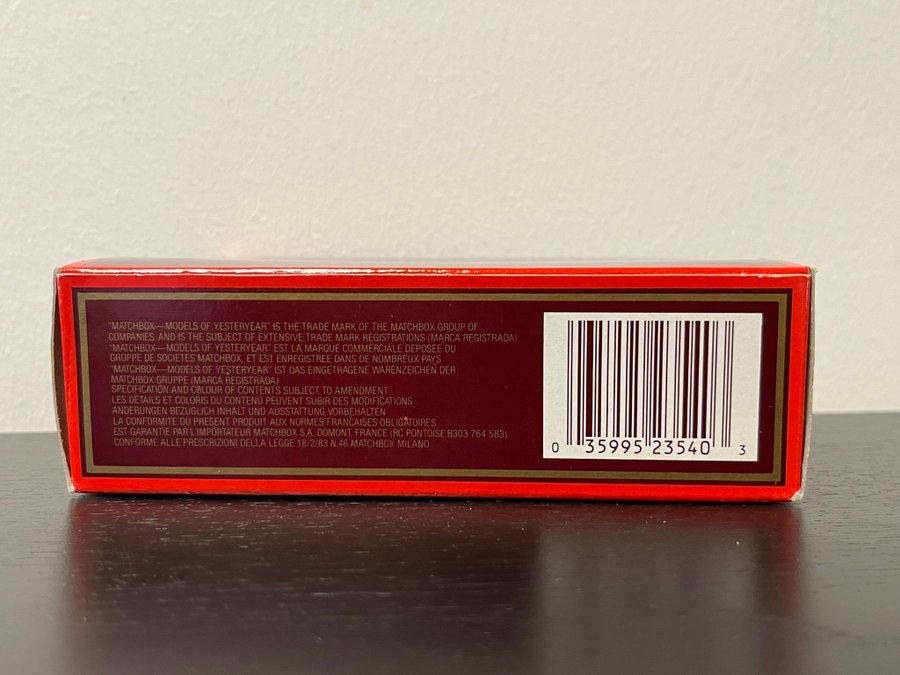 "MATCHBOX—MODELS OF YESTERYEAR" IS THE TRADE MARK OF THE MATCHBOX GROUP OF
COMPANIES. AND IS THE SUBJECT OF EXTENSIVE TRADE MARK REGISTRATIONS (MARCA REGISTRADA)
"MATCHBOX—MODELS OF YESTERYEAR" EST LA MARQUE COMMERCIALE DEPOSEE DU
GRUPPE DE SOCIETES MATCHBOX, ET EST ENREGISTREE DANS DE NOMBREUX PAYS
"MATCHBOX—MODELS OF YESTERYEAR" IST DAS EINGETRAGENE WARENZEICHEN DER
MATCHBOX GRUPPE (MARCA REGISTRADA)
SPECIFICATION AND COLOUR OF CONTENTS SUBJECT TO AMENDMENT
LES DETAILS ET COLORIS DU CONTENU PEUVENT SUBIR DES MODIFICATIONS
ANDERUNGEN BEZUGLICH INHALT UND AUSSTATTUNG VORBEHALTEN
LA CONFORMITE DU PRESENT PRODUIT AUX NORMES FRANCAISES OBLIGATOIRES
EST GARANTIE PAR L'IMPORTATEUR MATCHBOX S.A. DOMONT. FRANCE (RC PONTOISE B303 764 583)
CONFORME ALLE PRESCRIZIONI DELLA LEGGE 18/2/83 N.46 MATCHBOX MILANO
0 35995 23540 3